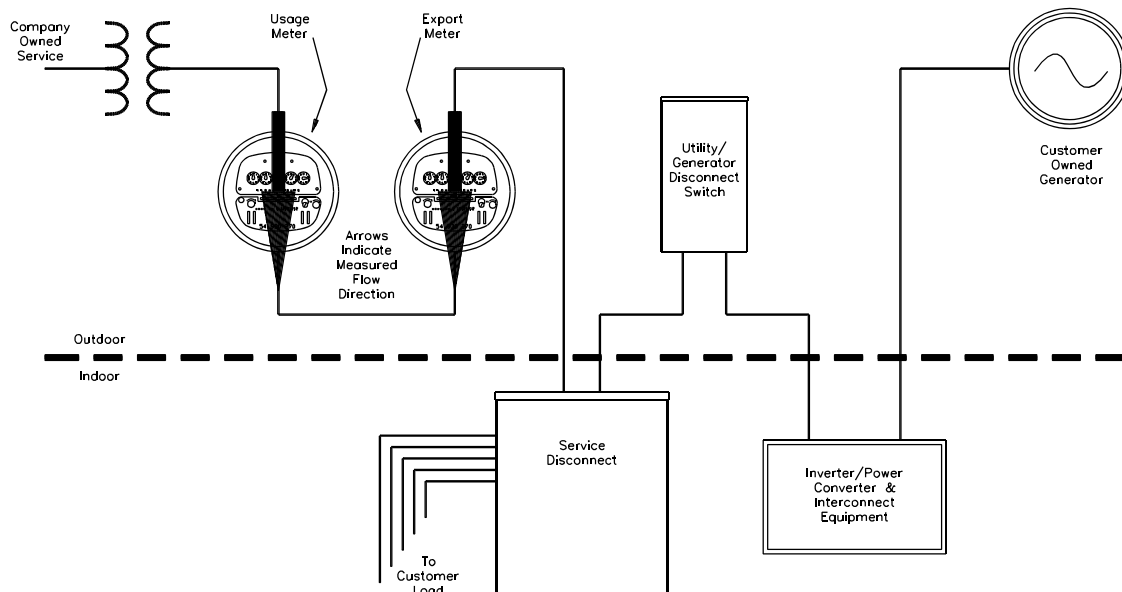 Company
Owned
Service
Usage
Meter
Export
Meter
Utility/
Generator
Disconnect
Switch
Customer
Owned
Generator
Arrows
Indicate
Measured
Flow
Direction
Outdoor
Indoor
Service
Disconnect
Inverter/Power
Converter &
Interconnect
Equipment
To
Customer
Load